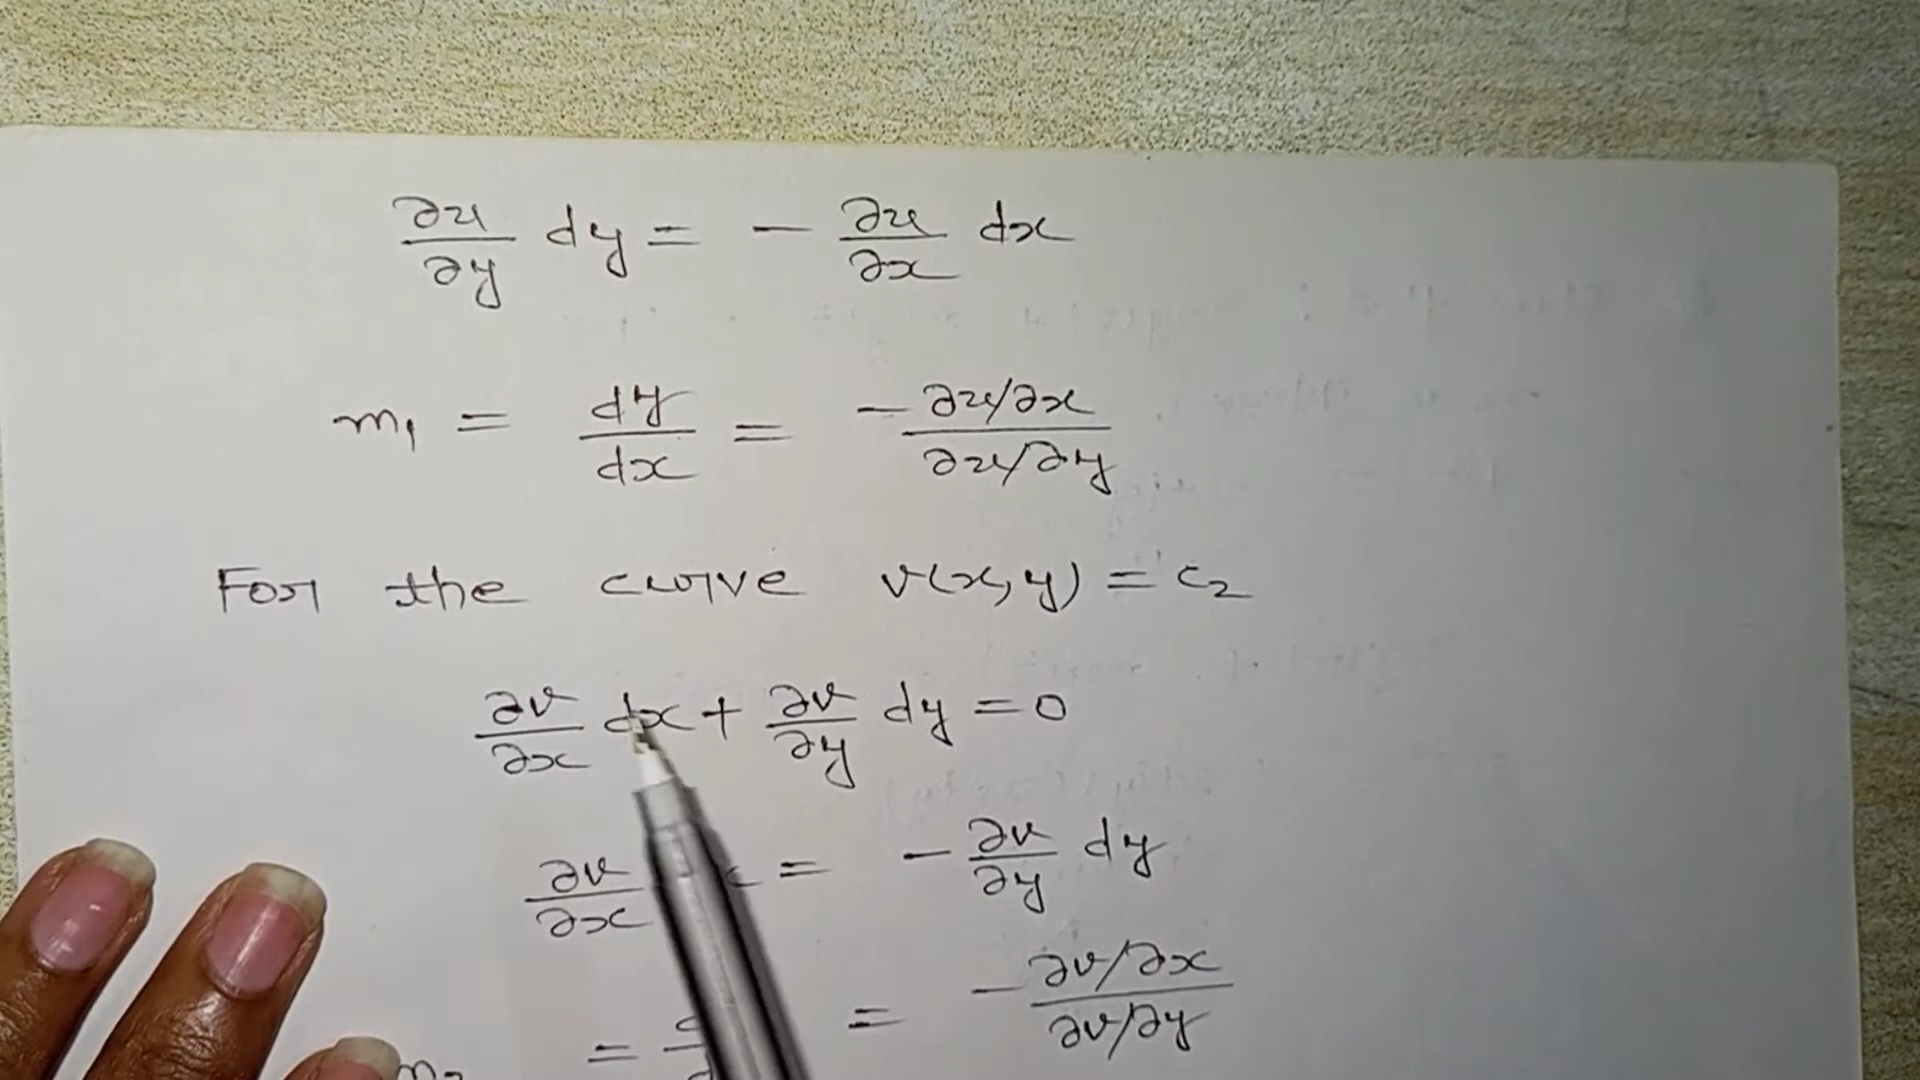 ∂u/∂y dy = - ∂u/∂x dx
m₁ = dy/dx = - (∂u/∂x)/(∂u/∂y)
For the curve v(x,y) = c₂
∂v/∂x dx + ∂v/∂y dy = 0
∂v/∂x = - ∂v/∂y dy
= = - (∂v/∂x)/(∂v/∂y)